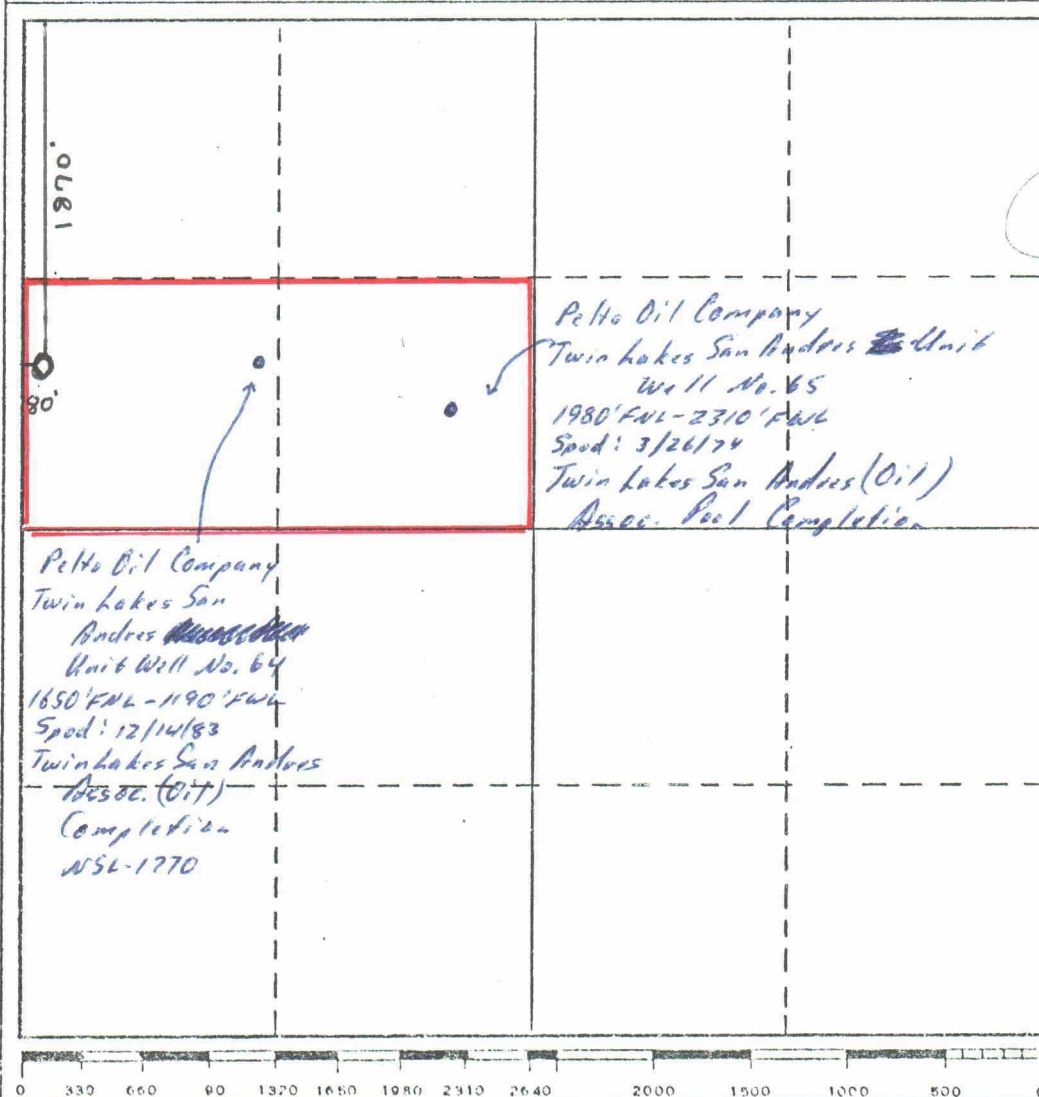 1870.
80'
Pelto Oil Company
Twin Lakes San Andres Unit
Well No. 65
1980'FNL-2310'FWL
Spud: 3/26/74
Twin Lakes San Andres (Oil)
Assoc. Pool Completion
Pelto Oil Company
Twin Lakes San
Andres
Unit Well No. 64
1650'FNL-1190'FWL
Spud: 12/14/83
Twin Lakes San Andres
Assoc. (Oil)
Completion
NSL-1770
0 330 660 90 1320 1650 1980 2310 2640 2000 1500 1000 500